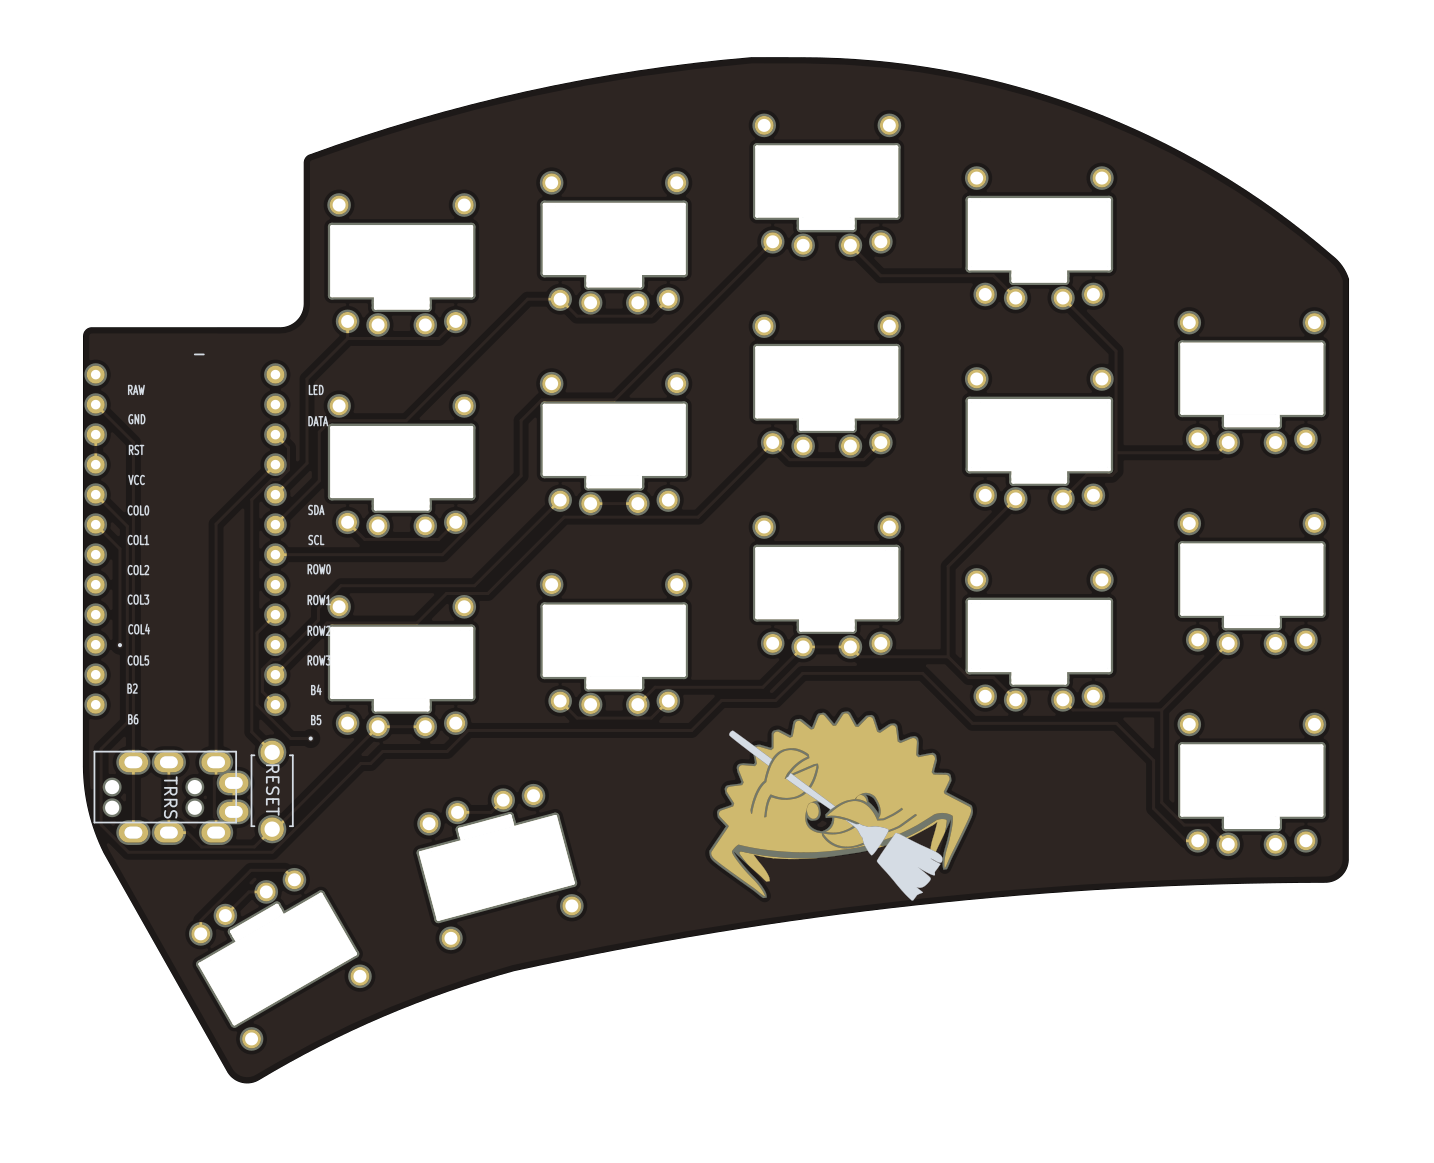 RAW
GND
RST
VCC
COL0
COL1
COL2
COL3
COL4
COL5
B2
B6
LED
DATA
SDA
SCL
ROW0
ROW1
ROW2
ROW3
B4
B5
TRRS
RESET